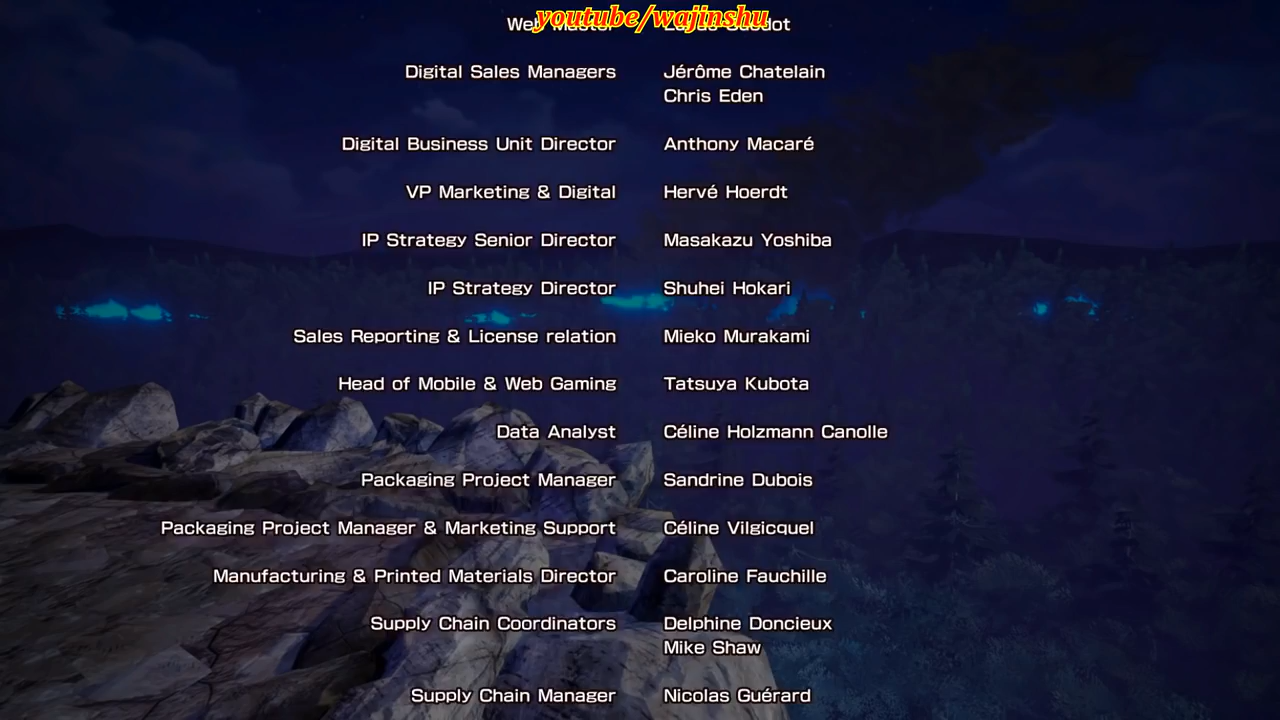 youtube/wajinshu
Web Master
Digital Sales Managers Jérôme Chatelain
Chris Eden
Digital Business Unit Director Anthony Macaré
VP Marketing & Digital Hervé Hoerdt
IP Strategy Senior Director Masakazu Yoshiba
IP Strategy Director Shuhei Hokari
Sales Reporting & License relation Mieko Murakami
Head of Mobile & Web Gaming Tatsuya Kubota
Data Analyst Céline Holzmann Canolle
Packaging Project Manager Sandrine Dubois
Packaging Project Manager & Marketing Support Céline Vilgicquel
Manufacturing & Printed Materials Director Caroline Fauchille
Supply Chain Coordinators Delphine Doncieux
Mike Shaw
Supply Chain Manager Nicolas Guérard